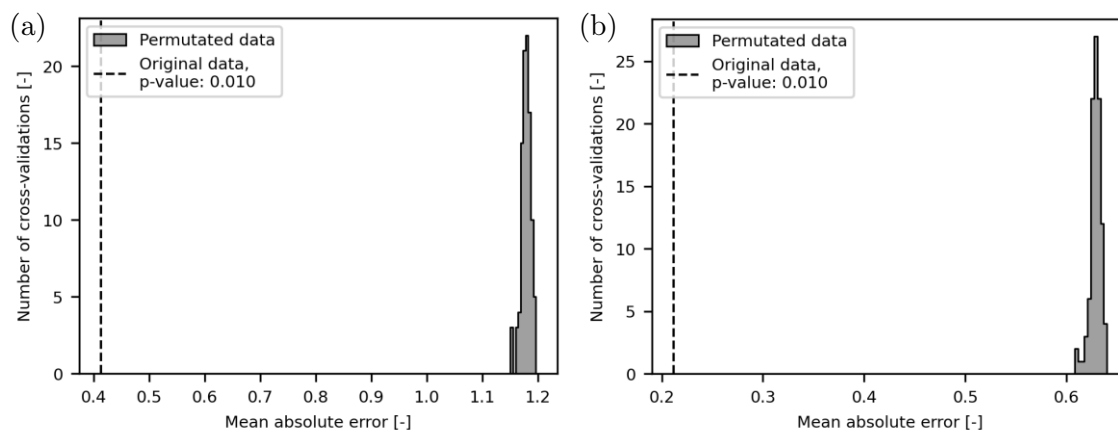 (a)
Permutated data
Original data,
p-value: 0.010
Number of cross-validations [-]
20
15
10
5
0
0.4 0.5 0.6 0.7 0.8 0.9 1.0 1.1 1.2
Mean absolute error [-]
(b)
Permutated data
Original data,
p-value: 0.010
Number of cross-validations [-]
25
20
15
10
5
0
0.2 0.3 0.4 0.5 0.6
Mean absolute error [-]